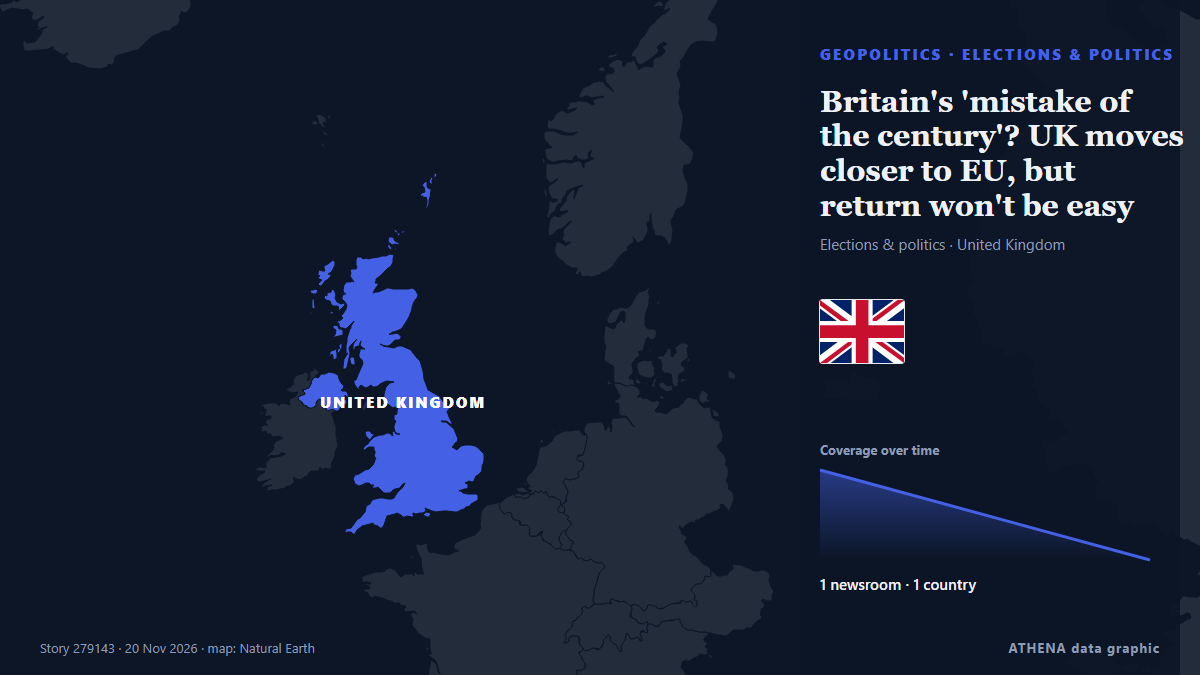 GEOPOLITICS · ELECTIONS & POLITICS
Britain's 'mistake of
the century'? UK moves
closer to EU, but
return won't be easy
Elections & politics · United Kingdom
UNITED KINGDOM
Coverage over time
1 newsroom · 1 country
Story 279143 · 20 Nov 2026 · map: Natural Earth
ATHENA data graphic